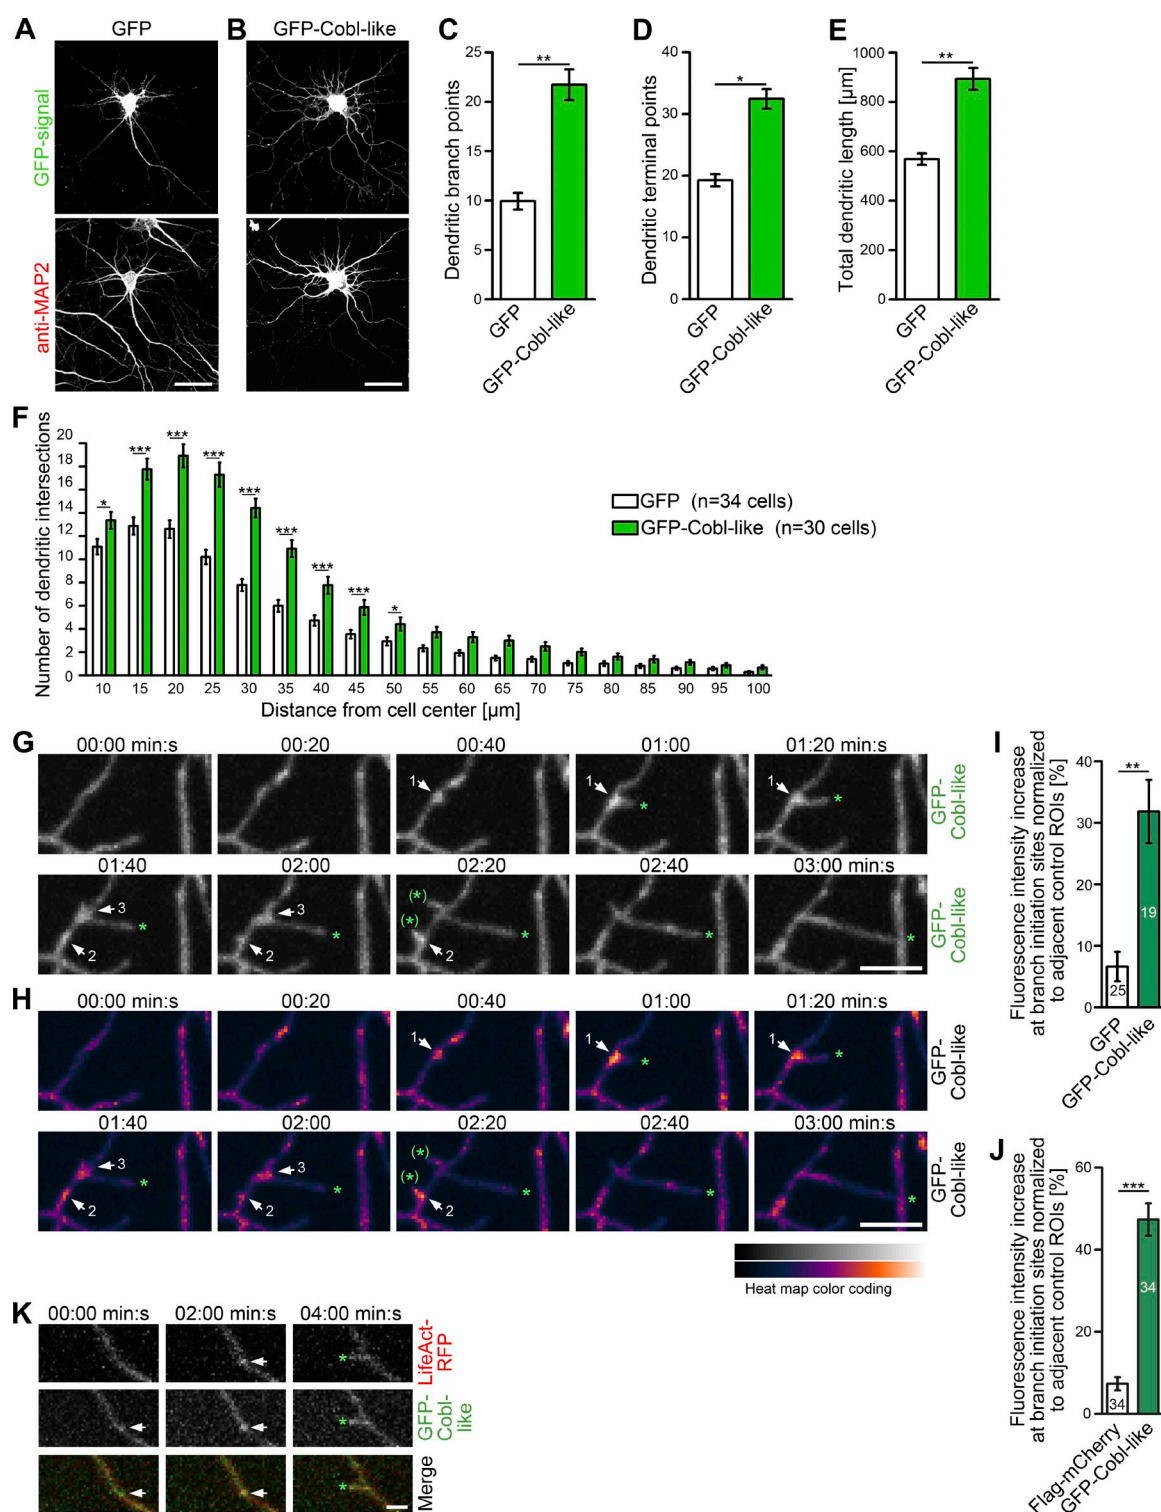 A
GFP
B
GFP-Cobl-like
GFP-signal
anti-MAP2
C
Dendritic branch points
25
20
15
10
5
0
**
GFP
GFP-Cobl-like
D
Dendritic terminal points
40
30
20
10
0
*
GFP
GFP-Cobl-like
E
Total dendritic length [µm]
1000
800
600
400
200
0
**
GFP
GFP-Cobl-like
F
Number of dendritic intersections
20
18
16
14
12
10
8
6
4
2
0
* *** *** *** *** *** *** *** *
GFP (n=34 cells)
GFP-Cobl-like (n=30 cells)
10 15 20 25 30 35 40 45 50 55 60 65 70 75 80 85 90 95 100
Distance from cell center [µm]
G
00:00 min:s 00:20 00:40 01:00 01:20 min:s
1 1 * 1 *
GFP-
Cobl-like
01:40 02:00 02:20 02:40 03:00 min:s
3 * 2 3 * 2 (*) (*) * 2 * *
GFP-
Cobl-like
H
00:00 min:s 00:20 00:40 01:00 01:20 min:s
1 1 * 1 *
GFP-
Cobl-like
01:40 02:00 02:20 02:40 03:00 min:s
3 * 2 3 * 2 (*) (*) * 2 * *
GFP-
Cobl-like
Heat map color coding
I
Fluorescence intensity increase
at branch initiation sites normalized
to adjacent control ROIs [%]
40
30
20
10
0
**
25
19
GFP
GFP-Cobl-like
J
Fluorescence intensity increase
at branch initiation sites normalized
to adjacent control ROIs [%]
60
40
20
0
***
34
34
Flag-mCherry
GFP-Cobl-like
K
00:00 min:s 02:00 min:s 04:00 min:s
*
LifeAct-
RFP
*
GFP-
Cobl-
like
*
Merge